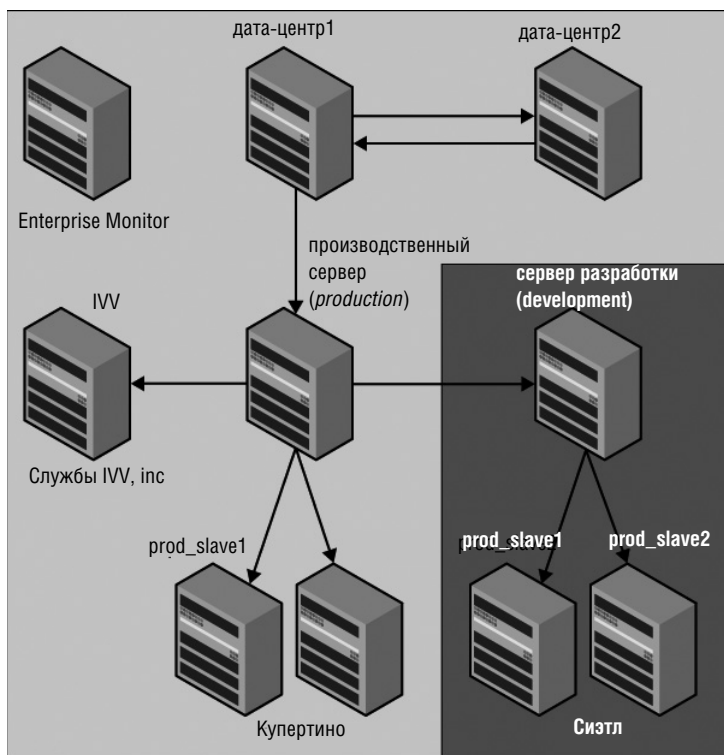 дата-центр1
дата-центр2
Enterprise Monitor
производственный
сервер
(production)
сервер разработки
(development)
IVV
Службы IVV, inc
prod_slave1
prod_slave1
prod_slave2
Купертино
Сиэтл